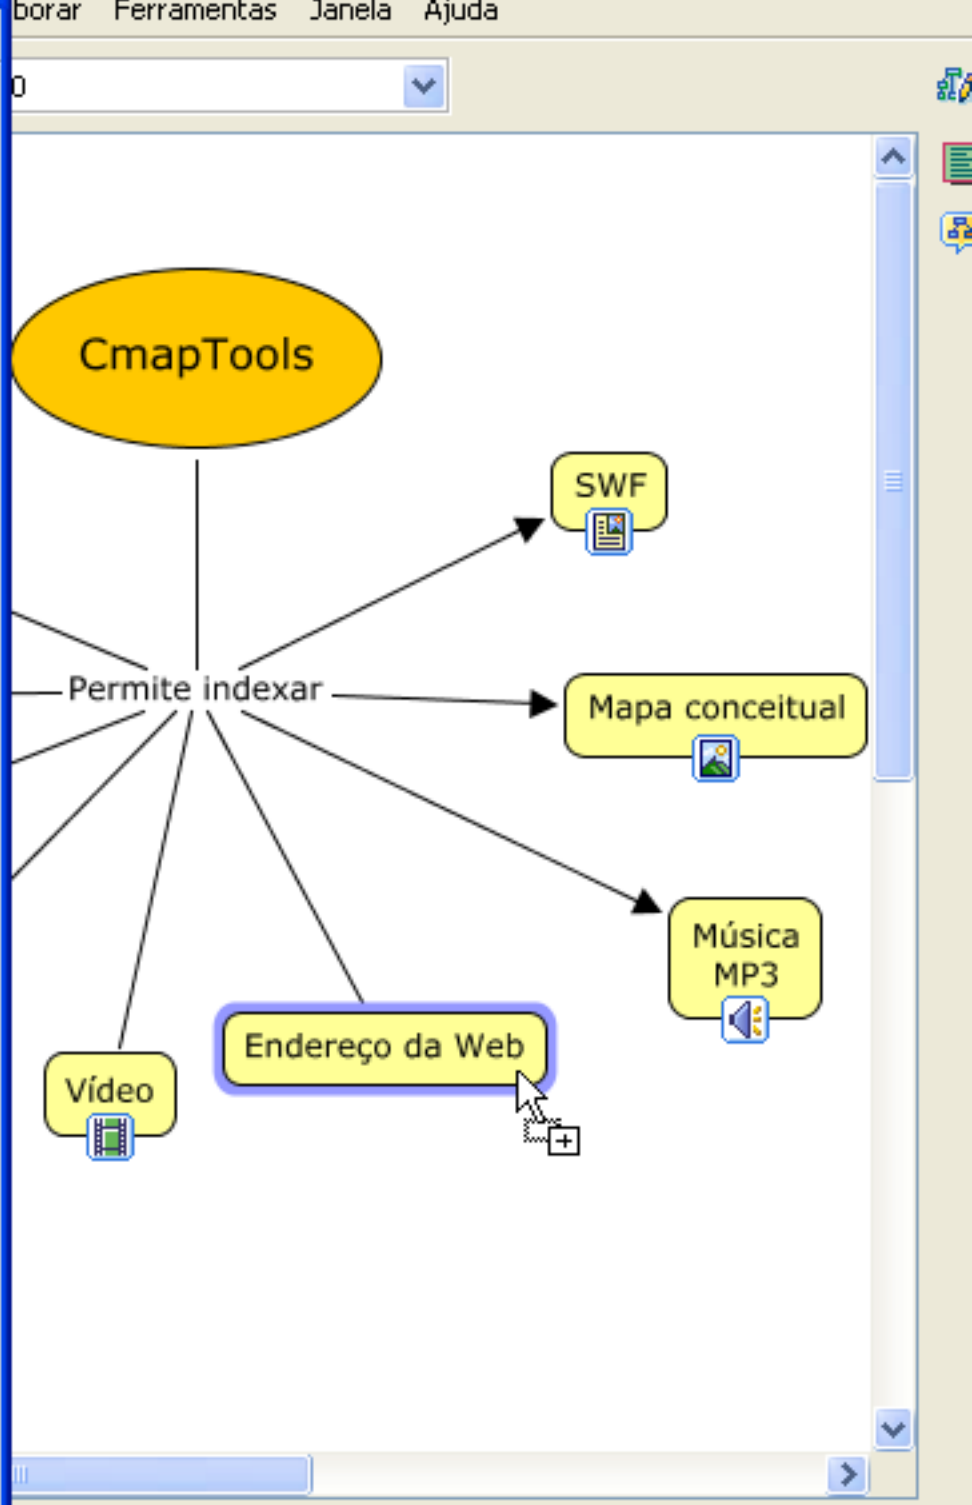 borar Ferramentas Janela Ajuda
0
CmapTools
SWF
Permite indexar
Mapa conceitual
Música
MP3
Endereço da Web
Vídeo